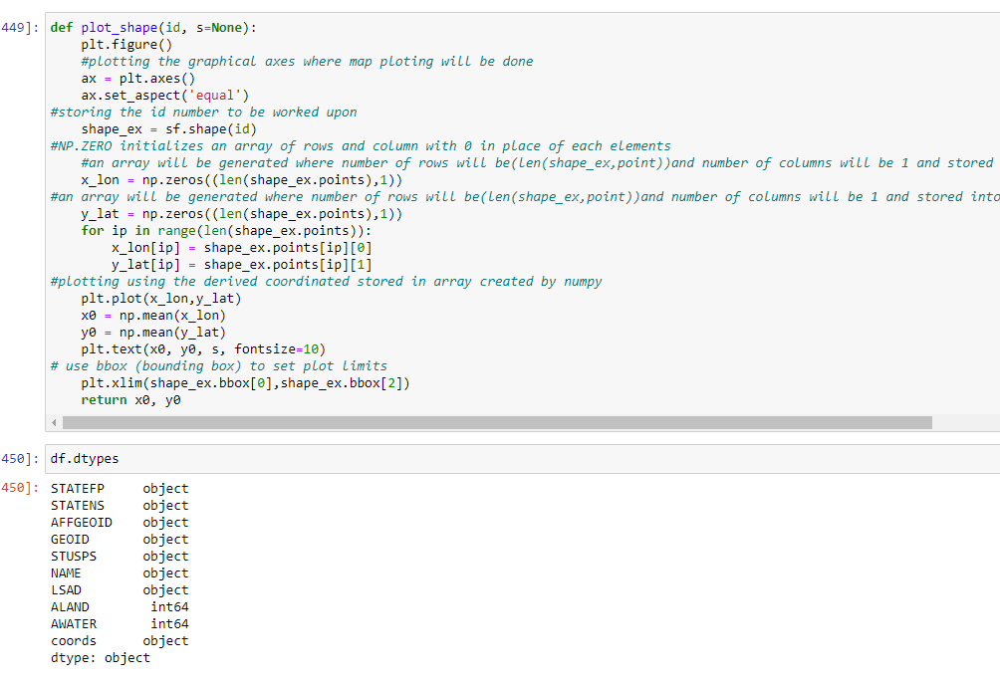 449]: def plot_shape(id, s=None):
plt.figure()
#plotting the graphical axes where map ploting will be done
ax = plt.axes()
ax.set_aspect('equal')
#storing the id number to be worked upon
shape_ex = sf.shape(id)
#NP.ZERO initializes an array of rows and column with 0 in place of each elements
#an array will be generated where number of rows will be(len(shape_ex,point))and number of columns will be 1 and stored
x_lon = np.zeros((len(shape_ex.points),1))
#an array will be generated where number of rows will be(len(shape_ex,point))and number of columns will be 1 and stored into
y_lat = np.zeros((len(shape_ex.points),1))
for ip in range(len(shape_ex.points)):
x_lon[ip] = shape_ex.points[ip][0]
y_lat[ip] = shape_ex.points[ip][1]
#plotting using the derived coordinated stored in array created by numpy
plt.plot(x_lon,y_lat)
x0 = np.mean(x_lon)
y0 = np.mean(y_lat)
plt.text(x0, y0, s, fontsize=10)
# use bbox (bounding box) to set plot limits
plt.xlim(shape_ex.bbox[0],shape_ex.bbox[2])
return x0, y0
450]: df.dtypes
450]: STATEFP object
STATENS object
AFFGEOID object
GEOID object
STUSPS object
NAME object
LSAD object
ALAND int64
AWATER int64
coords object
dtype: object